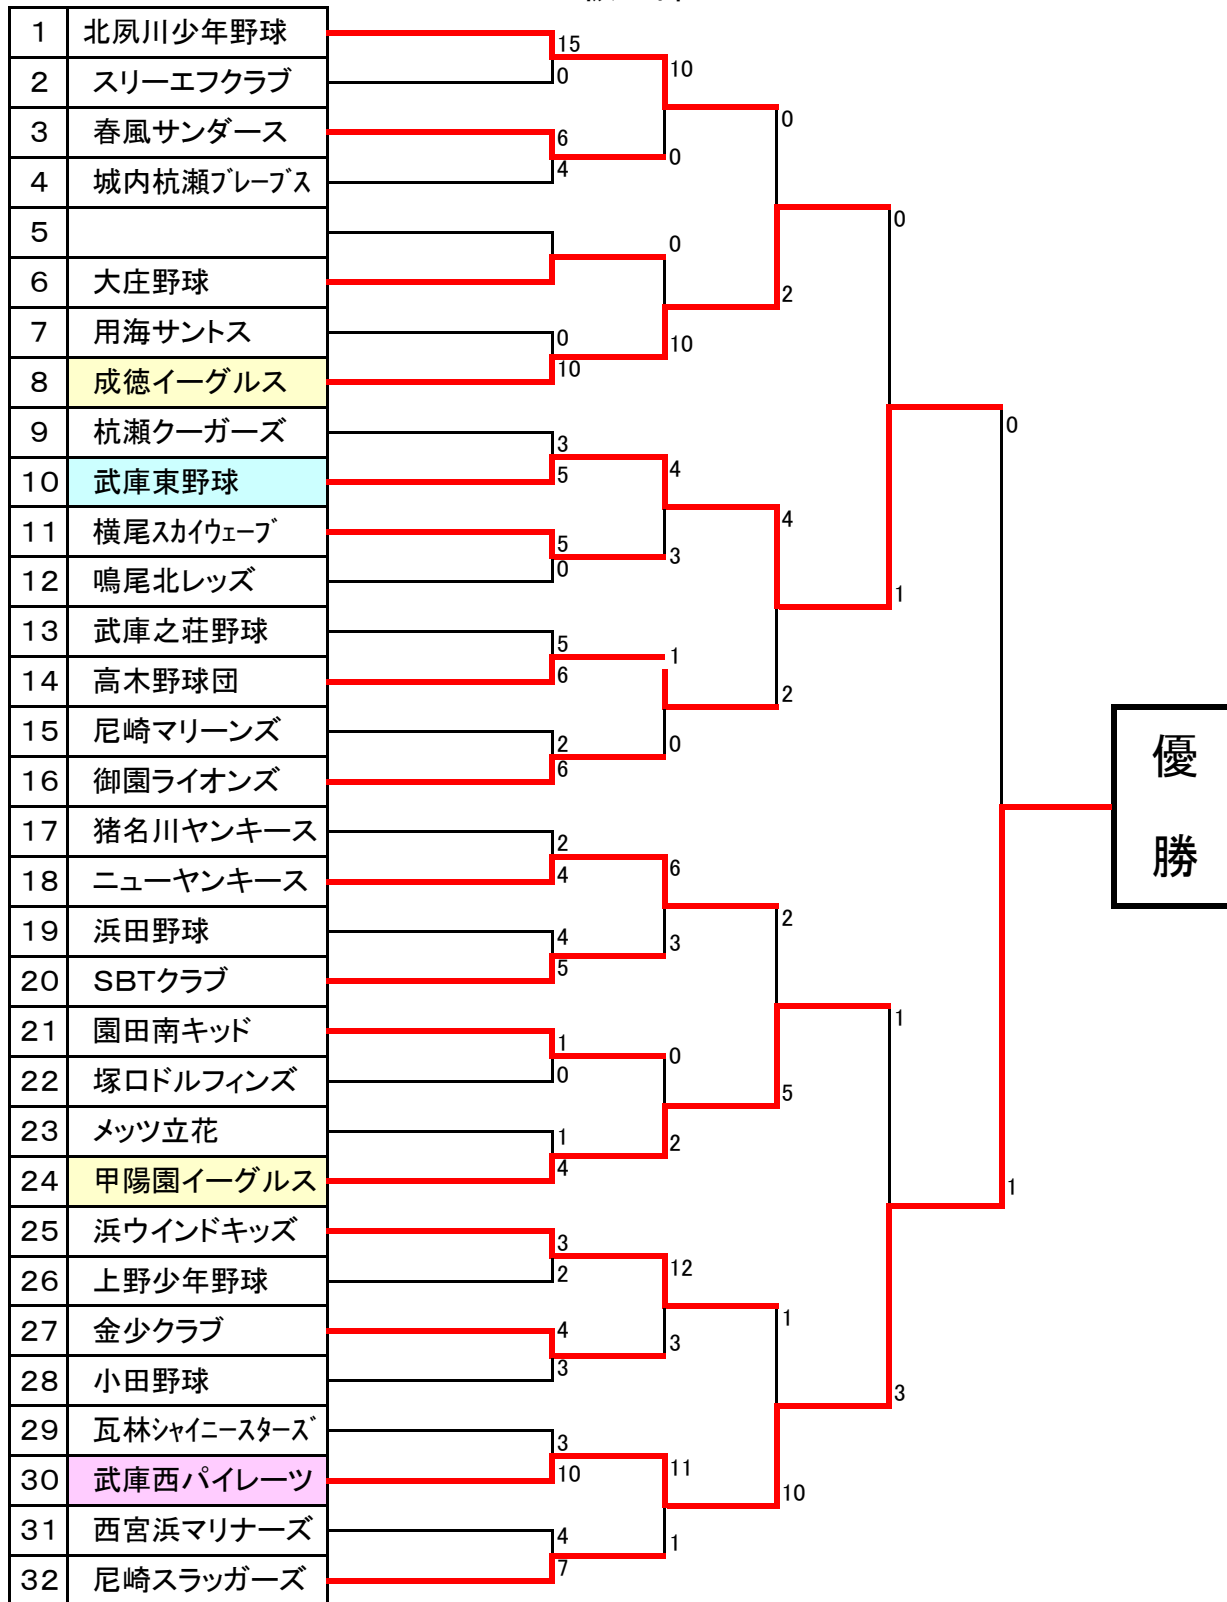 1 北夙川少年野球
2 スリーエフクラブ
3 春風サンダース
4 城内杭瀬ﾌﾞﾚｰﾌﾞｽ
5
6 大庄野球
7 用海サントス
8 成徳イーグルス
9 杭瀬クーガーズ
10 武庫東野球
11 横尾ｽｶｲｳｪｰﾌﾞ
12 鳴尾北レッズ
13 武庫之荘野球
14 高木野球団
15 尼崎マリーンズ
16 御園ライオンズ
17 猪名川ヤンキース
18 ニューヤンキース
19 浜田野球
20 SBTクラブ
21 園田南キッド
22 塚口ドルフィンズ
23 メッツ立花
24 甲陽園イーグルス
25 浜ウインドキッズ
26 上野少年野球
27 金少クラブ
28 小田野球
29 瓦林ｼｬｲﾆｰｽﾀｰｽﾞ
30 武庫西パイレーツ
31 西宮浜マリナーズ
32 尼崎スラッガーズ
15
0
6
4
0
10
3
5
5
0
5
6
2
6
2
4
4
5
1
0
1
4
3
2
4
3
3
10
4
7
10
0
0
10
4
3
1
0
6
3
0
2
12
3
11
1
0
2
4
2
2
5
1
10
0
1
1
3
0
1
優
勝